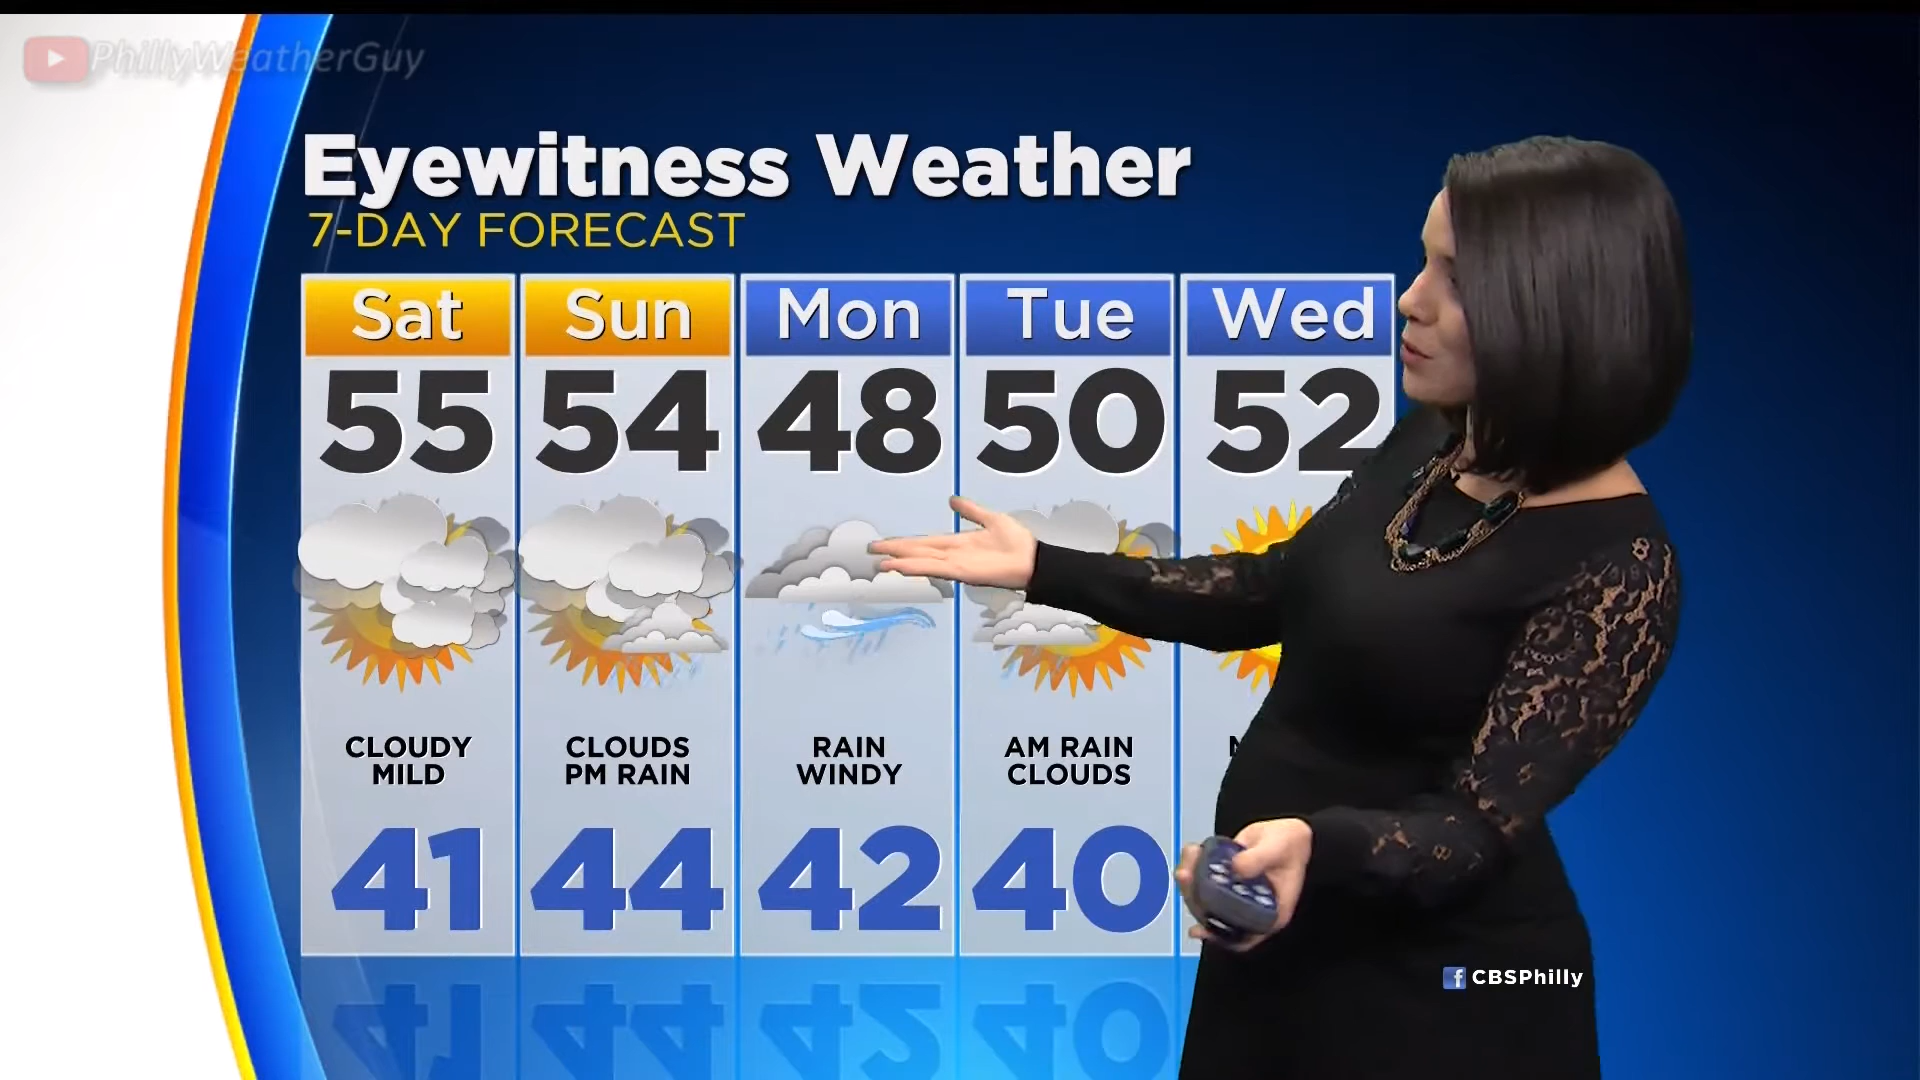 PhillyWeatherGuy
Eyewitness Weather
7-DAY FORECAST
Sat Sun Mon Tue Wed
55 54 48 50 52
CLOUDY CLOUDS RAIN AM RAIN
MILD PM RAIN WINDY CLOUDS
41 44 42 40
CBSPhilly